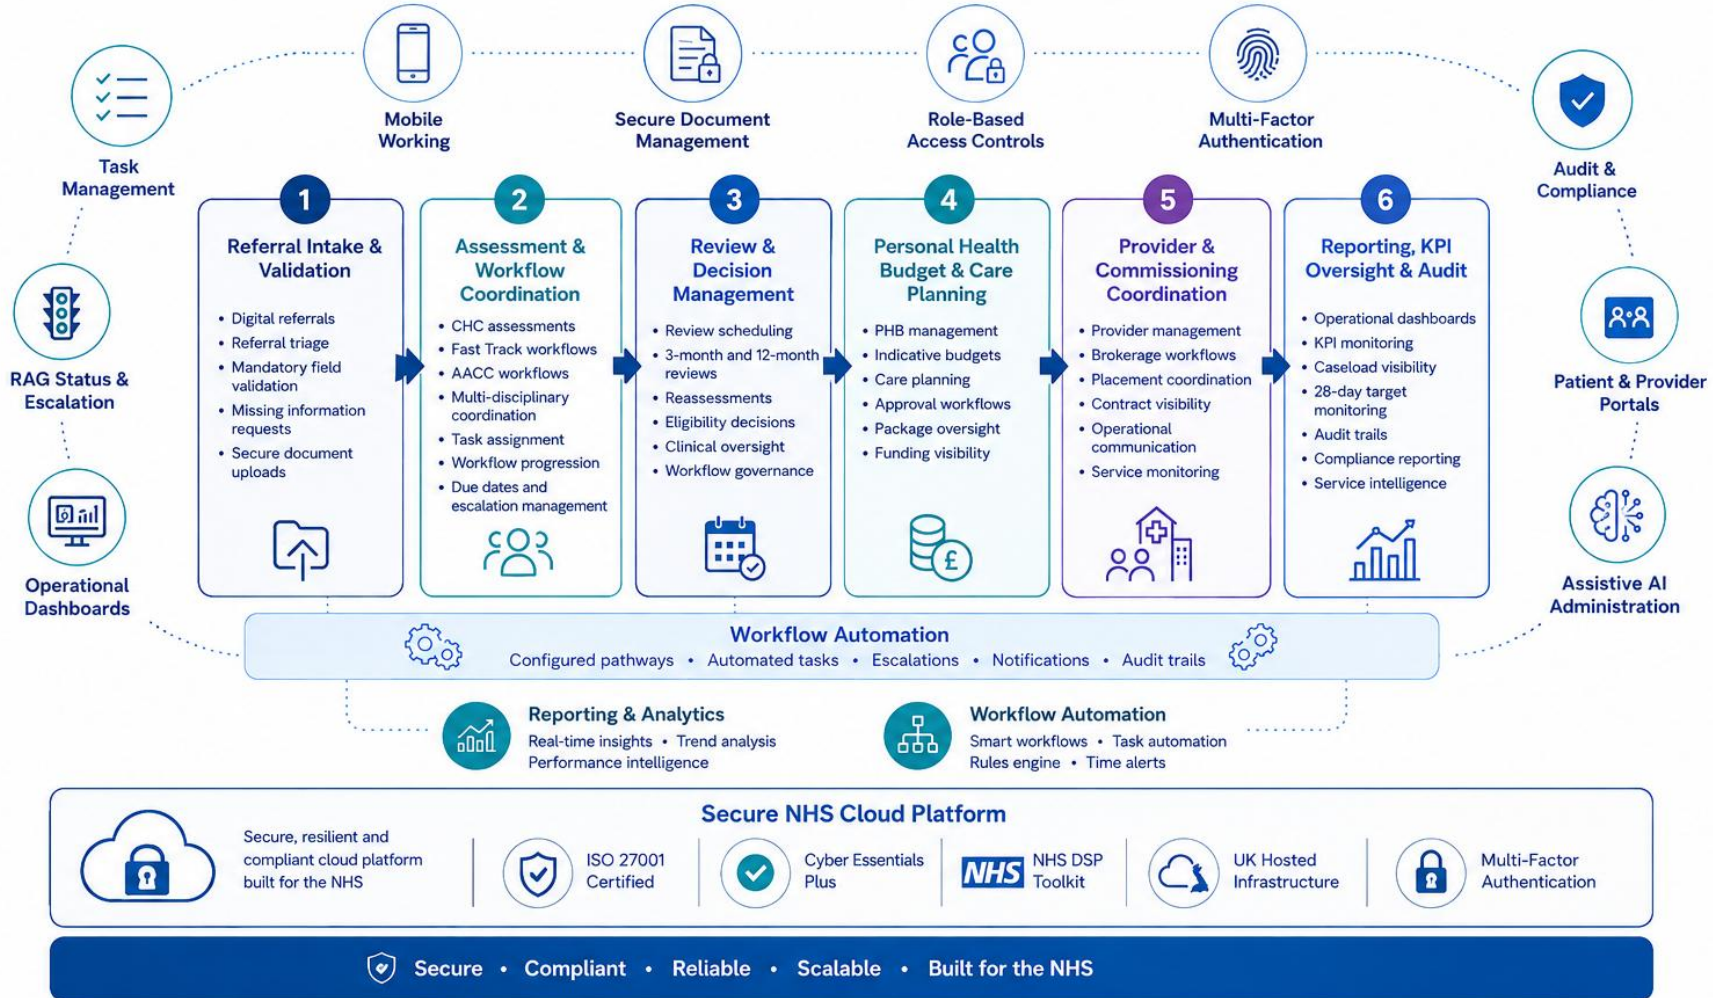 Mobile
Working
Secure Document
Management
Role-Based
Access Controls
Multi-Factor
Authentication
Task
Management
Audit &
Compliance
RAG Status &
Escalation
Operational
Dashboards
Patient & Provider
Portals
Assistive AI
Administration
1
Referral Intake &
Validation
• Digital referrals
• Referral triage
• Mandatory field
validation
• Missing information
requests
• Secure document
uploads
2
Assessment &
Workflow
Coordination
• CHC assessments
• Fast Track workflows
• AACC workflows
• Multi-disciplinary
coordination
• Task assignment
• Workflow progression
• Due dates and
escalation management
3
Review &
Decision
Management
• Review scheduling
• 3-month and 12-month
reviews
• Reassessments
• Eligibility decisions
• Clinical oversight
• Workflow governance
4
Personal Health
Budget & Care
Planning
• PHB management
• Indicative budgets
• Care planning
• Approval workflows
• Package oversight
• Funding visibility
£
5
Provider &
Commissioning
Coordination
• Provider management
• Brokerage workflows
• Placement coordination
• Contract visibility
• Operational
communication
• Service monitoring
6
Reporting, KPI
Oversight & Audit
• Operational dashboards
• KPI monitoring
• Caseload visibility
• 28-day target
monitoring
• Audit trails
• Compliance reporting
• Service intelligence
Workflow Automation
Configured pathways • Automated tasks • Escalations • Notifications • Audit trails
Reporting & Analytics
Real-time insights • Trend analysis
Performance intelligence
Workflow Automation
Smart workflows • Task automation
Rules engine • Time alerts
Secure NHS Cloud Platform
Secure, resilient and
compliant cloud platform
built for the NHS
ISO 27001
Certified
Cyber Essentials
Plus
NHS
NHS DSP
Toolkit
UK Hosted
Infrastructure
Multi-Factor
Authentication
Secure • Compliant • Reliable • Scalable • Built for the NHS